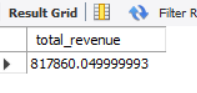 Result Grid Filter R
total_revenue
817860.049999993